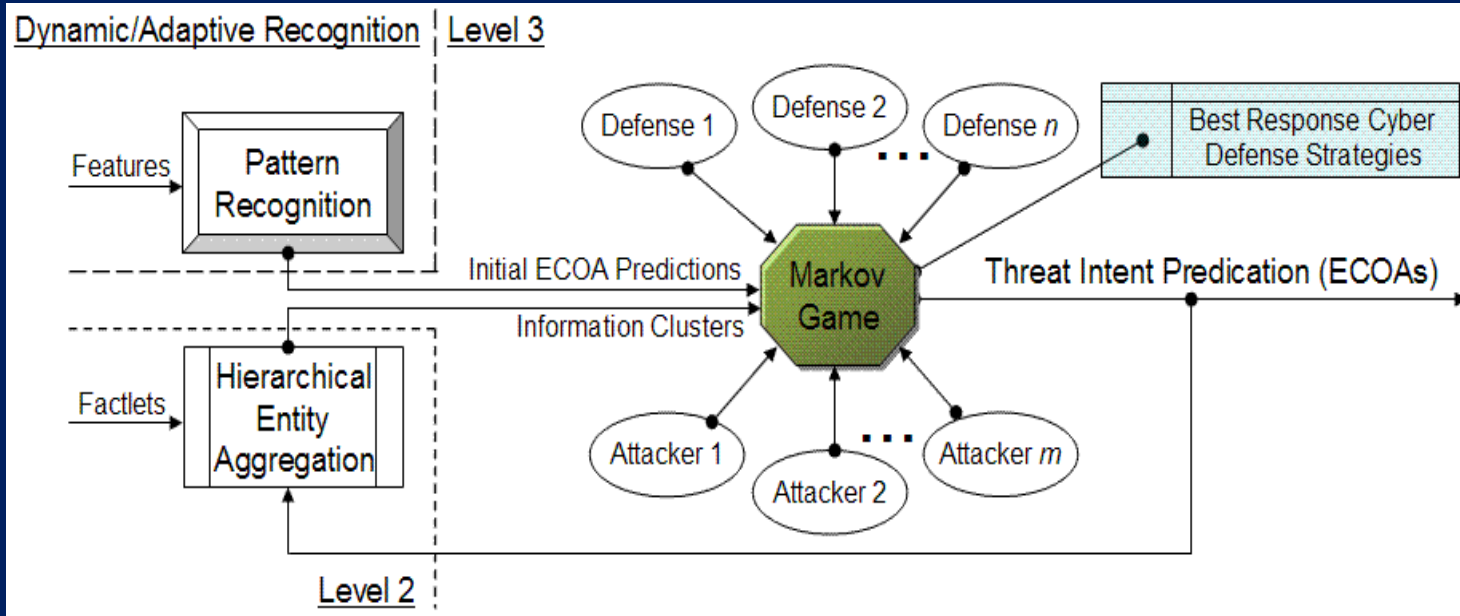 Dynamic/Adaptive Recognition
Level 3
Features
Pattern
Recognition
Defense 1
Defense 2
...
Defense n
Best Response Cyber
Defense Strategies
Initial ECOA Predictions
Information Clusters
Markov
Game
Threat Intent Predication (ECOAs)
Factlets
Hierarchical
Entity
Aggregation
Attacker 1
Attacker 2
...
Attacker m
Level 2